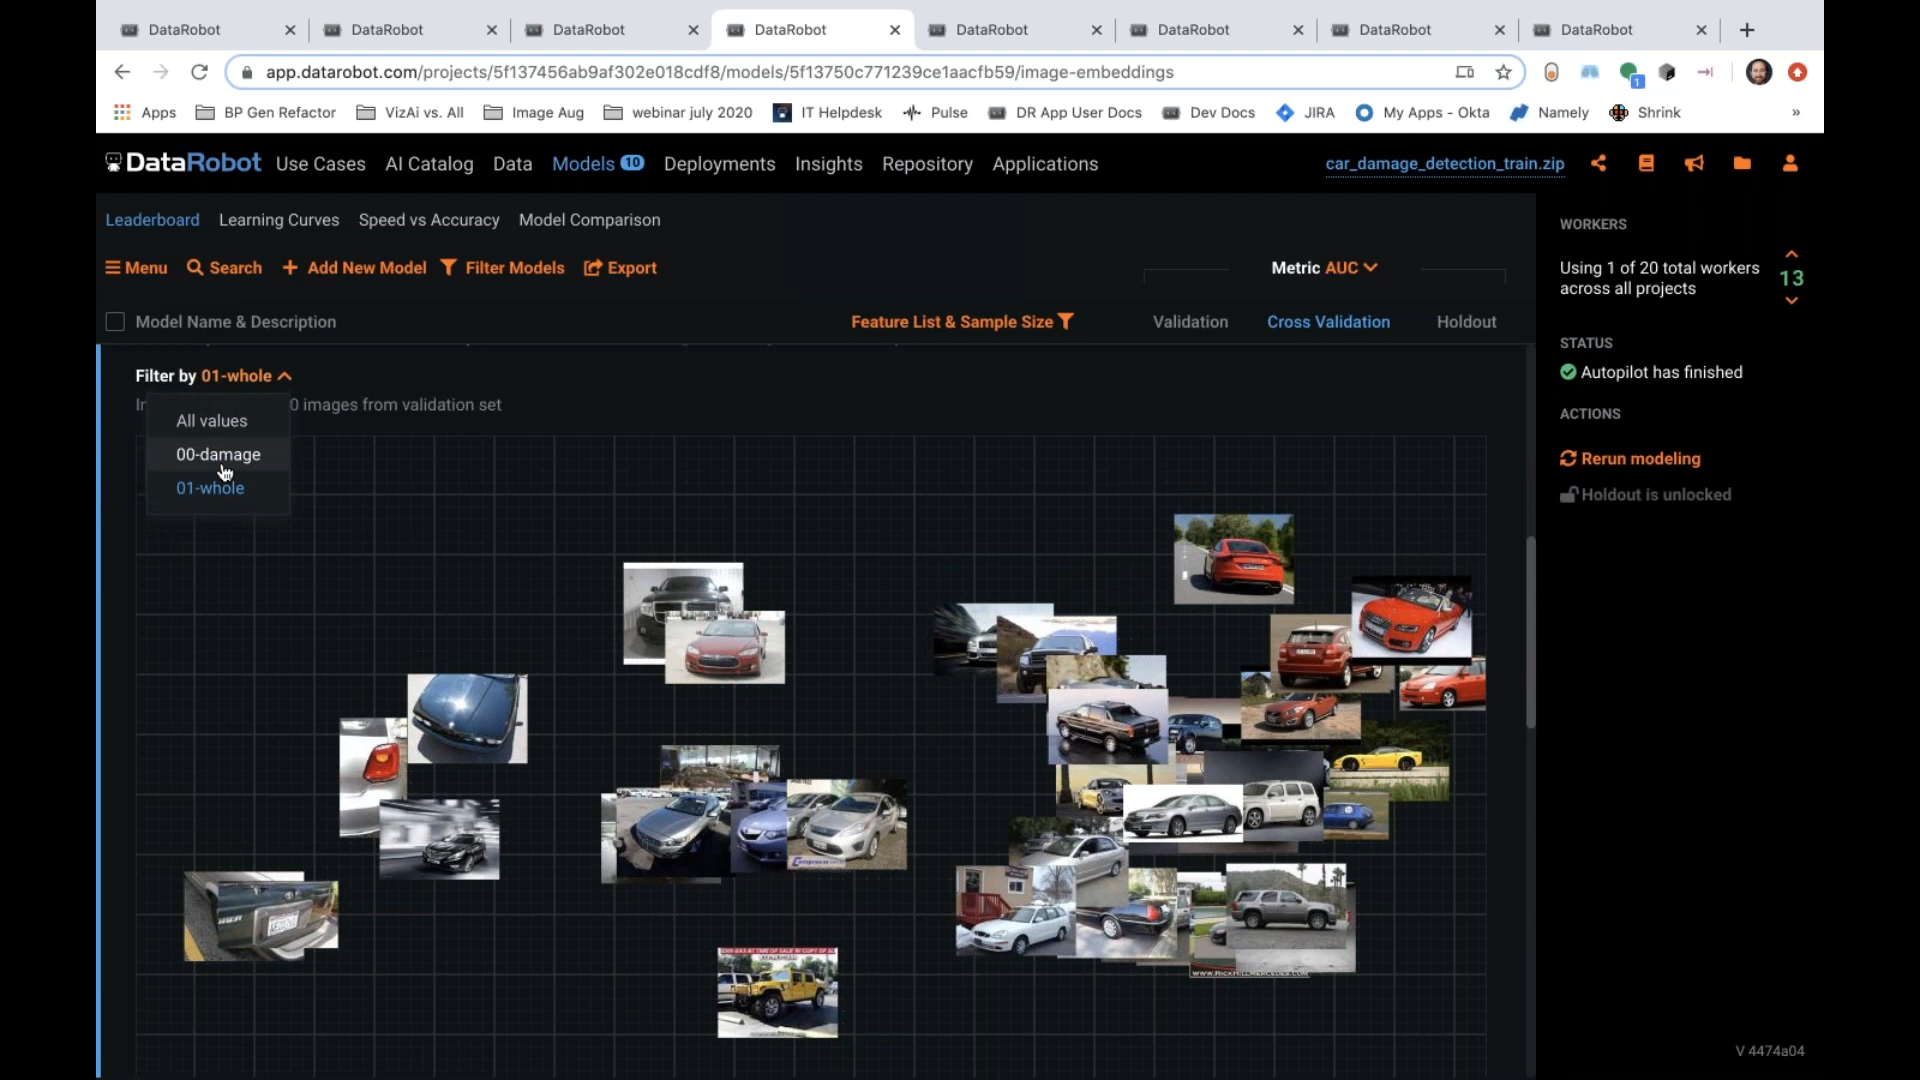 DataRobot DataRobot DataRobot DataRobot DataRobot DataRobot DataRobot DataRobot
app.datarobot.com/projects/5f137456ab9af302e018cdf8/models/5f13750c771239ce1aacfb59/image-embeddings
1
Apps BP Gen Refactor VizAi vs. All Image Aug webinar july 2020 IT Helpdesk Pulse DR App User Docs Dev Docs JIRA My Apps - Okta Namely Shrink »
DataRobot Use Cases AI Catalog Data Models 10 Deployments Insights Repository Applications car_damage_detection_train.zip
Leaderboard Learning Curves Speed vs Accuracy Model Comparison
Menu Search + Add New Model Filter Models Export Metric AUC
Model Name & Description Feature List & Sample Size Validation Cross Validation Holdout
Filter by 01-whole
0 images from validation set
All values
00-damage
01-whole
WWW.RICKHILLMERCEDES.COM
WORKERS
Using 1 of 20 total workers
across all projects
13
STATUS
Autopilot has finished
ACTIONS
Rerun modeling
Holdout is unlocked
V 4474a04